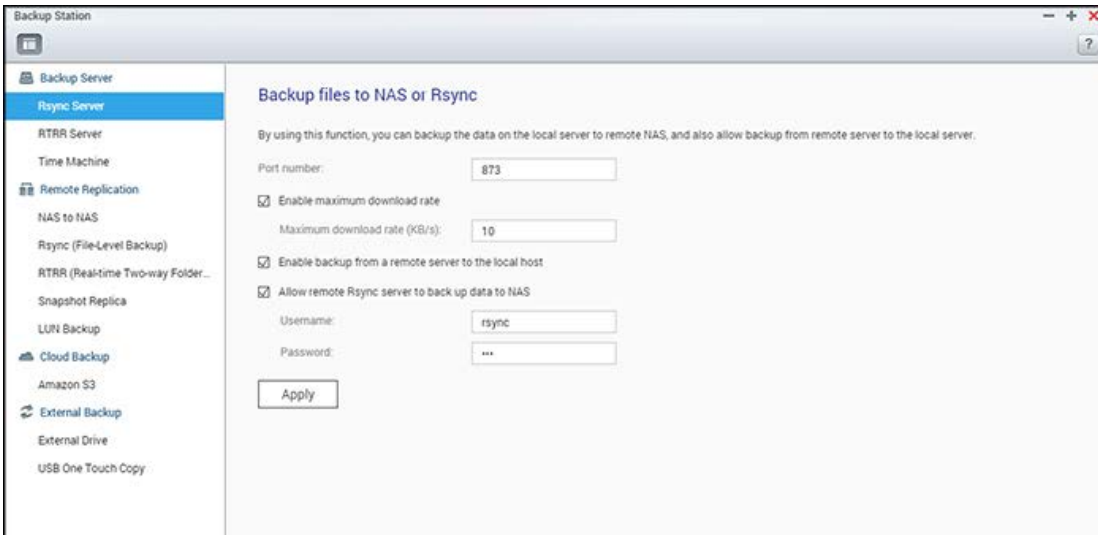 Backup Station
?
Backup Server
Rsync Server
RTRR Server
Time Machine
Remote Replication
NAS to NAS
Rsync (File-Level Backup)
RTRR (Real-time Two-way Folder...
Snapshot Replica
LUN Backup
Cloud Backup
Amazon S3
External Backup
External Drive
USB One Touch Copy
Backup files to NAS or Rsync
By using this function, you can backup the data on the local server to remote NAS, and also allow backup from remote server to the local server.
Port number: 873
Enable maximum download rate
Maximum download rate (KB/s): 10
Enable backup from a remote server to the local host
Allow remote Rsync server to back up data to NAS
Username: rsync
Password: •••
Apply